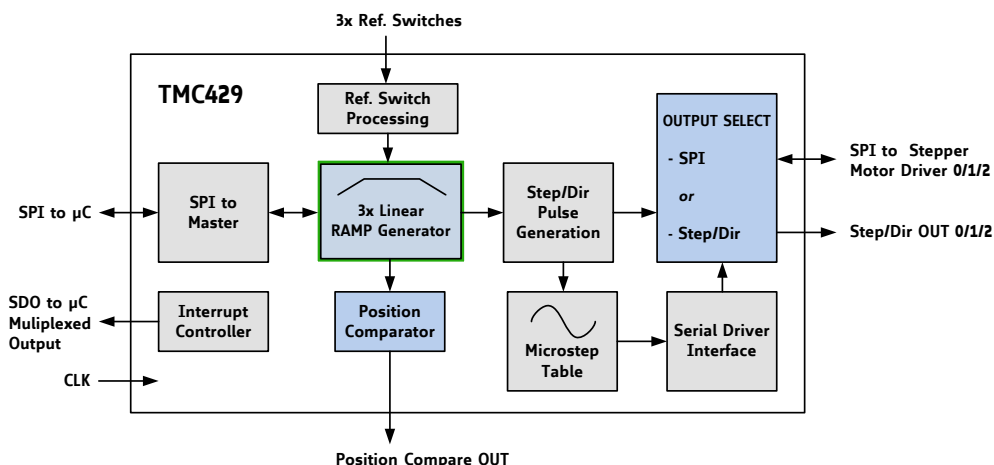 3x Ref. Switches
TMC429
Ref. Switch
Processing
OUTPUT SELECT
- SPI
or
- Step/Dir
SPI to µC
SPI to
Master
3x Linear
RAMP Generator
Step/Dir
Pulse
Generation
SPI to Stepper
Motor Driver 0/1/2
Step/Dir OUT 0/1/2
SDO to µC
Muliplexed
Output
Interrupt
Controller
Position
Comparator
Microstep
Table
Serial Driver
Interface
CLK
Position Compare OUT